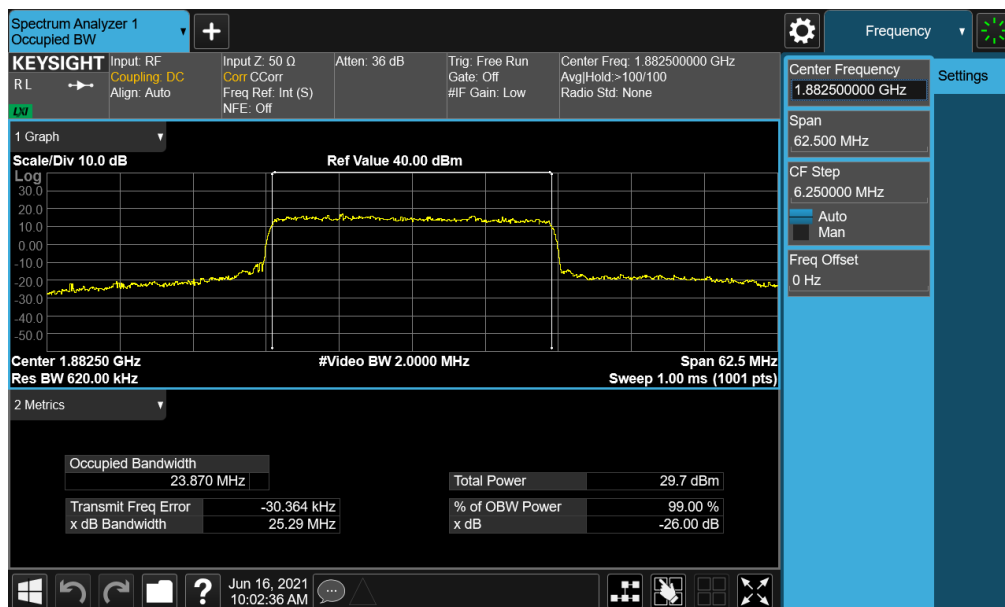 Spectrum Analyzer 1
Occupied BW
+
Frequency
KEYSIGHT
R L
LXI
Input: RF
Coupling: DC
Align: Auto
Input Z: 50 Ω
Corr CCorr
Freq Ref: Int (S)
NFE: Off
Atten: 36 dB
Trig: Free Run
Gate: Off
#IF Gain: Low
Center Freq: 1.882500000 GHz
Avg|Hold:>100/100
Radio Std: None
Center Frequency
1.882500000 GHz
Settings
Span
62.500 MHz
CF Step
6.250000 MHz
Auto
Man
Freq Offset
0 Hz
1 Graph
Scale/Div 10.0 dB
Ref Value 40.00 dBm
Log
30.0
20.0
10.0
0.00
-10.0
-20.0
-30.0
-40.0
-50.0
Center 1.88250 GHz
#Video BW 2.0000 MHz
Span 62.5 MHz
Res BW 620.00 kHz
Sweep 1.00 ms (1001 pts)
2 Metrics
Occupied Bandwidth
23.870 MHz
Total Power 29.7 dBm
Transmit Freq Error -30.364 kHz
% of OBW Power 99.00 %
x dB Bandwidth 25.29 MHz
x dB -26.00 dB
?
Jun 16, 2021
10:02:36 AM